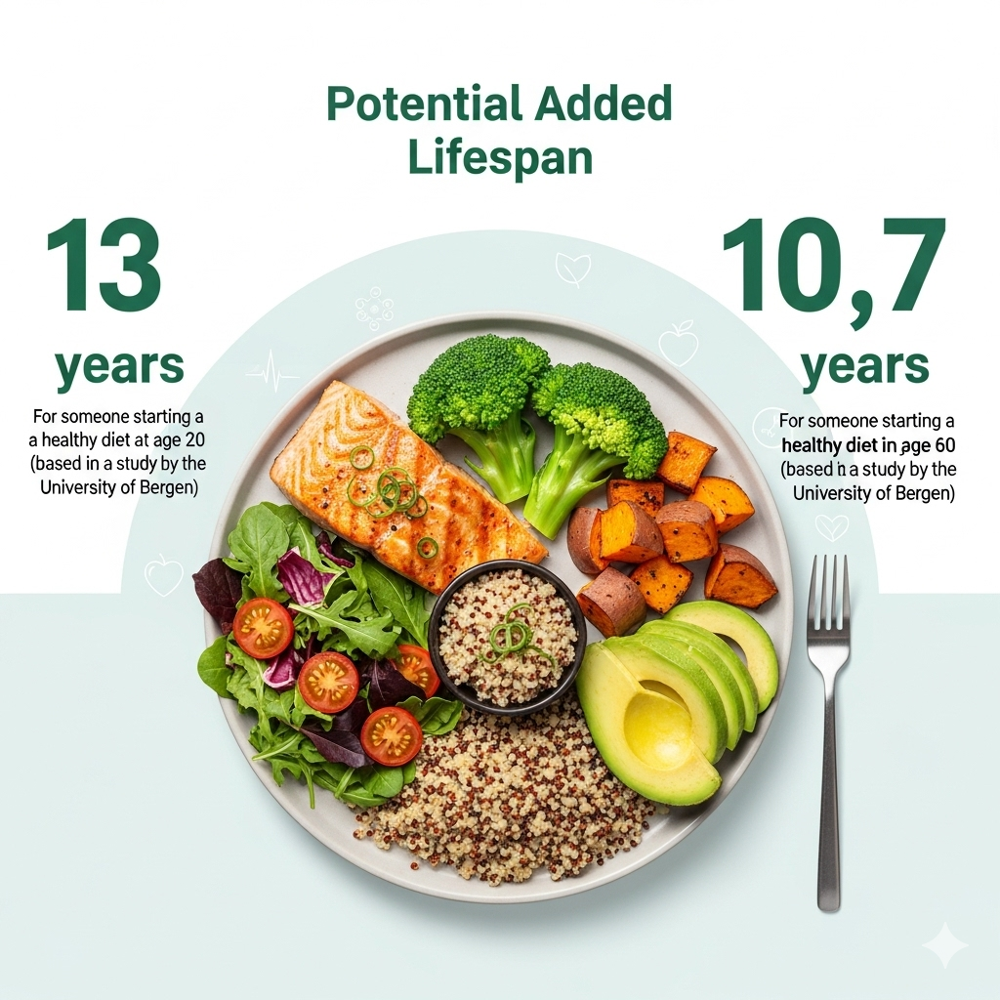 Potential Added
Lifespan
13
years
For someone starting a
a healthy diet at age 20
(based in a study by the
University of Bergen)
10,7
years
For someone starting a
healthy diet in age 60
(based in a study by the
University of Bergen)